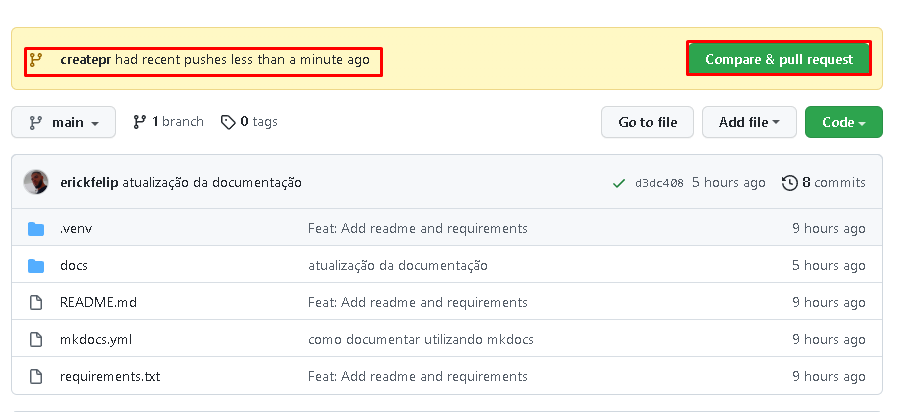 createpr had recent pushes less than a minute ago Compare & pull request
main 1 branch 0 tags Go to file Add file Code
erickfelip atualização da documentação d3dc408 5 hours ago 8 commits
.venv Feat: Add readme and requirements 9 hours ago
docs atualização da documentação 5 hours ago
README.md Feat: Add readme and requirements 9 hours ago
mkdocs.yml como documentar utilizando mkdocs 9 hours ago
requirements.txt Feat: Add readme and requirements 9 hours ago